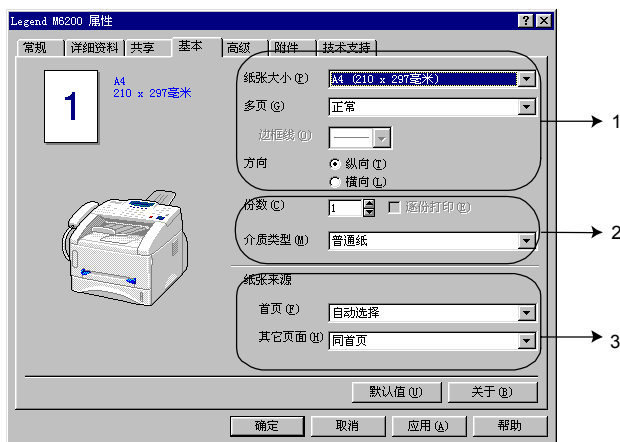 Legend M6200 属性
常规 详细资料 共享 基本 高级 附件 技术支持
1
A4
210 x 297毫米
纸张大小(P) A4 (210 x 297毫米)
多页(G) 正常
边框线(O)
方向 纵向(T)
横向(L)
1
份数(C) 1 逐份打印(E)
介质类型(M) 普通纸
2
纸张来源
首页(F) 自动选择
其它页面(H) 同首页
3
默认值(U) 关于(B)
确定 取消 应用(A) 帮助